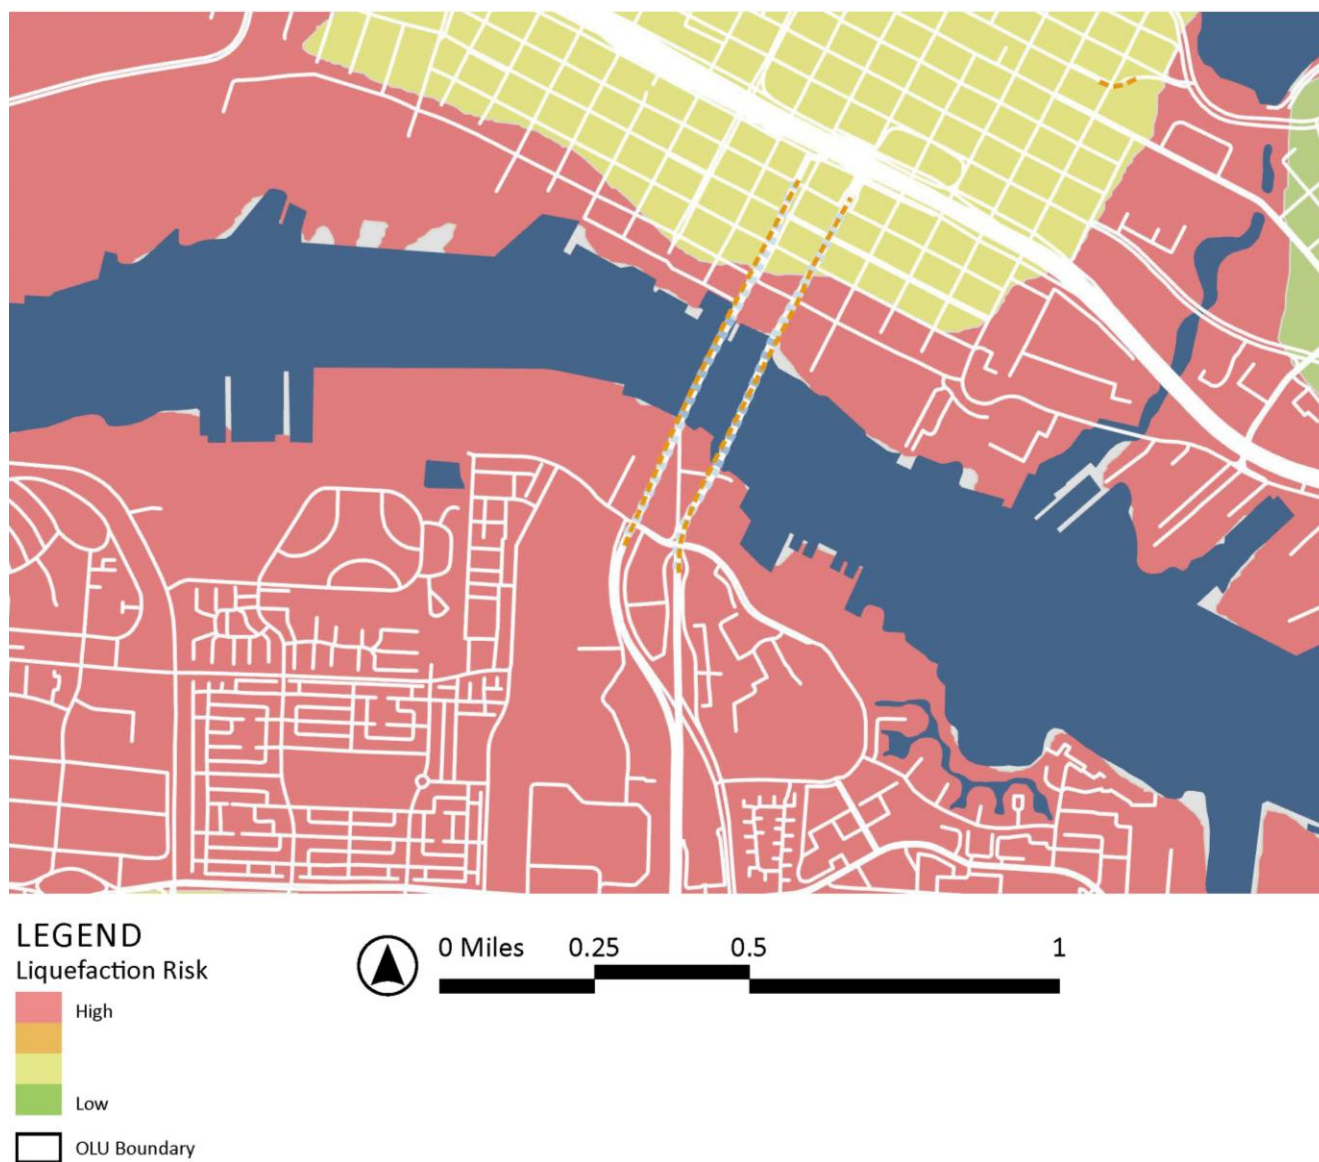 LEGEND
Liquefaction Risk
High
Low
OLU Boundary
0 Miles 0.25 0.5 1